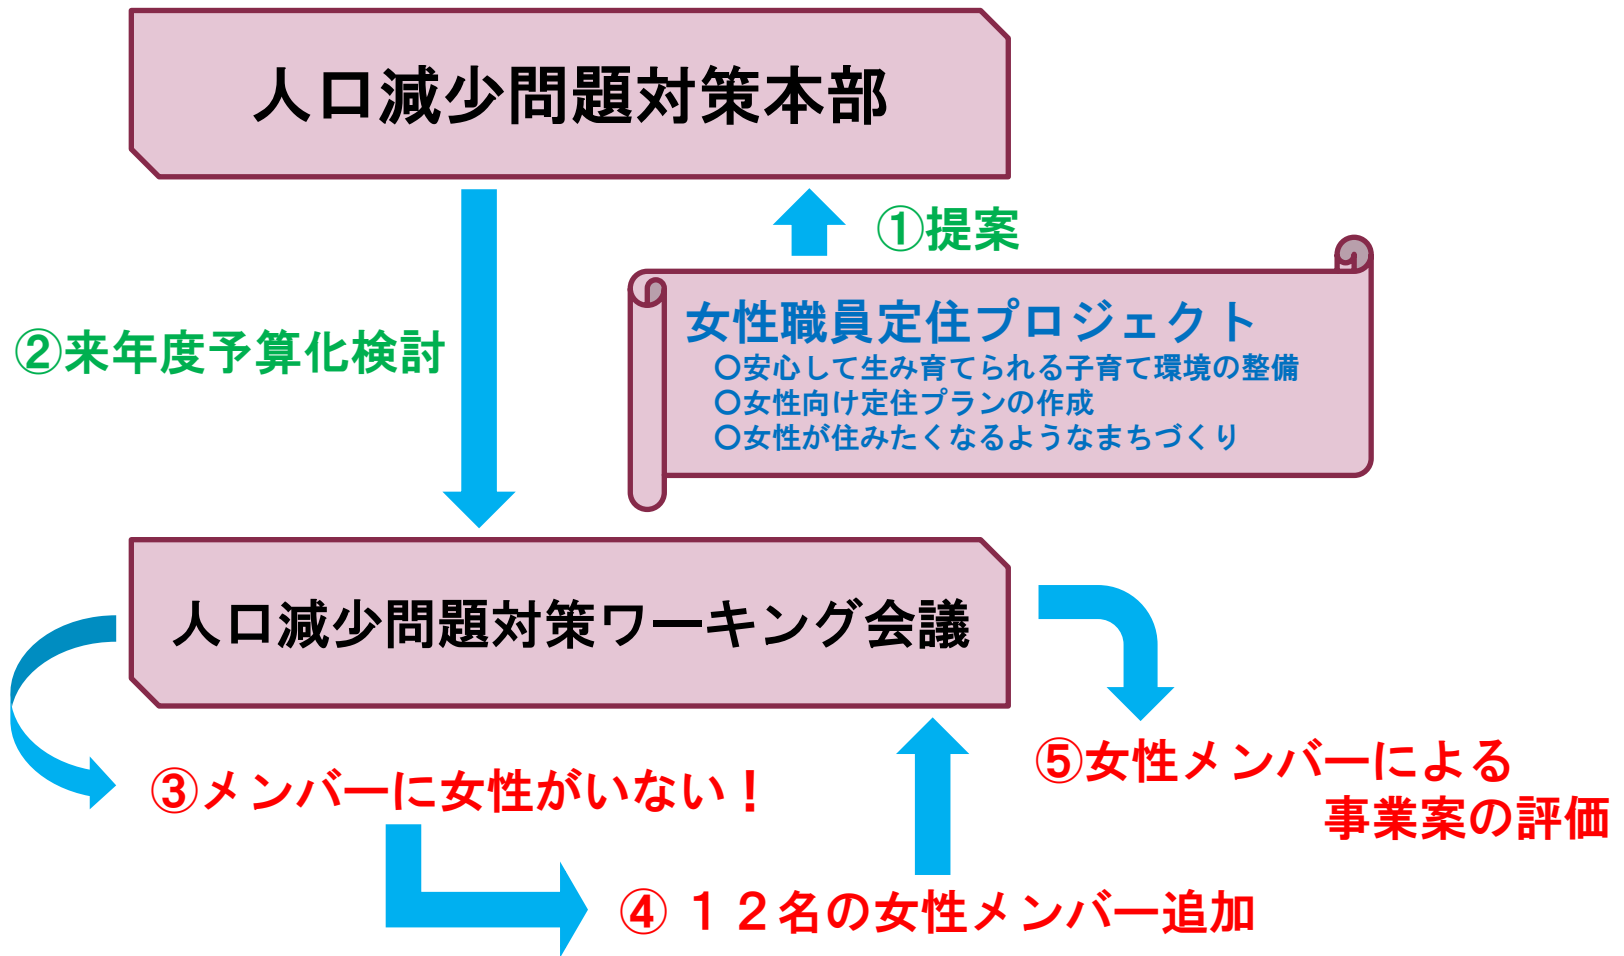 人口減少問題対策本部
①提案
女性職員定住プロジェクト
○安心して生み育てられる子育て環境の整備
○女性向け定住プランの作成
○女性が住みたくなるようなまちづくり
②来年度予算化検討
人口減少問題対策ワーキング会議
③メンバーに女性がいない！
④１２名の女性メンバー追加
⑤女性メンバーによる
事業案の評価